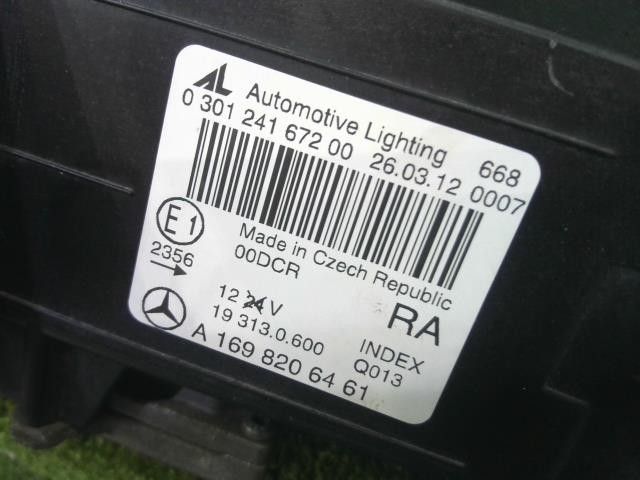 AL Automotive Lighting 668
0 301 241 672 00 26.03.12 0007
E1
Made in Czech Republic
2356
00DCR
12 24 V
RA
19 313.0.600
INDEX
Q013
A 169 820 64 61